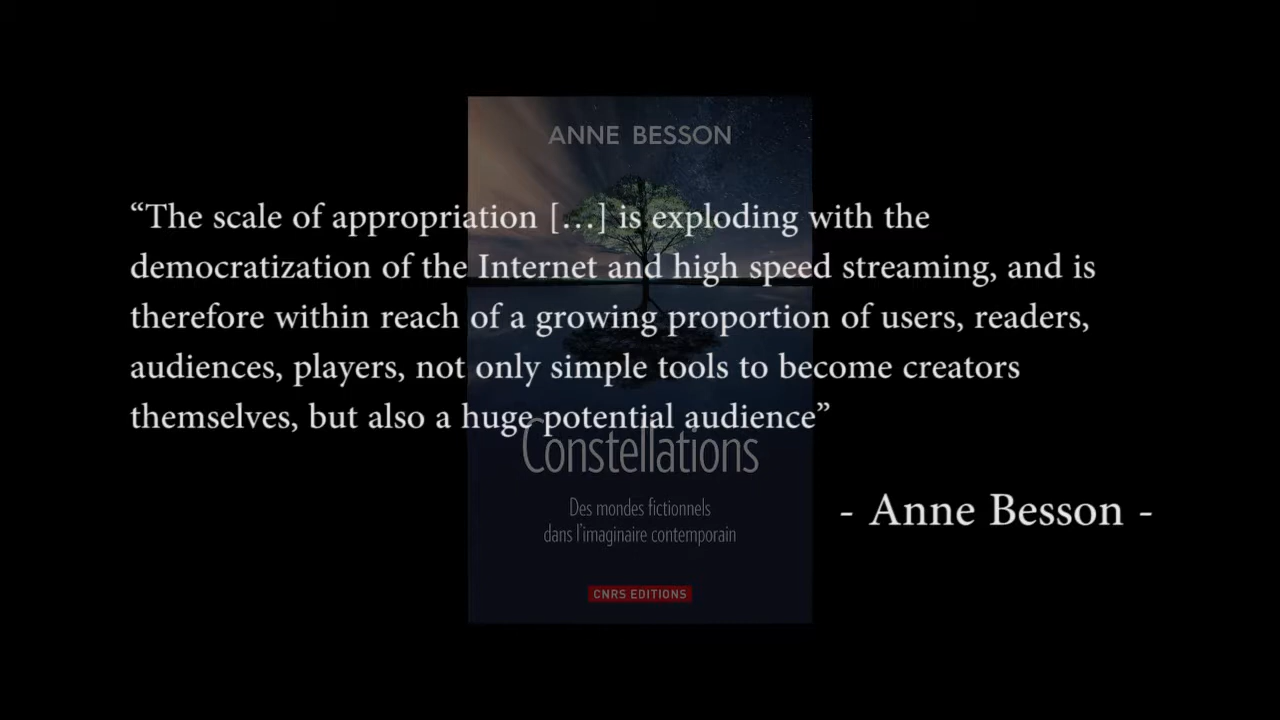 ANNE BESSON
“The scale of appropriation […] is exploding with the
democratization of the Internet and high speed streaming, and is
therefore within reach of a growing proportion of users, readers,
audiences, players, not only simple tools to become creators
themselves, but also a huge potential audience”
Constellations
- Anne Besson -
Des mondes fictionnels
dans l’imaginaire contemporain
CNRS EDITIONS